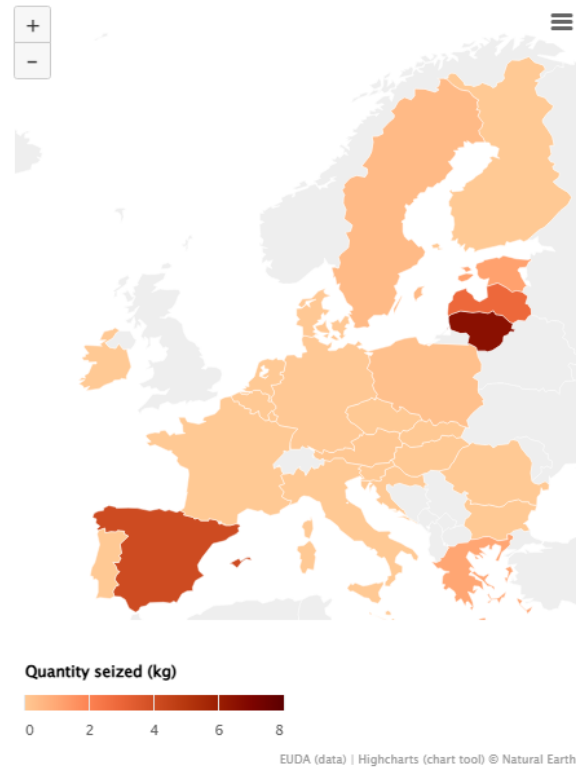 +
−
Quantity seized (kg)
0 2 4 6 8
EUDA (data) | Highcharts (chart tool) © Natural Earth